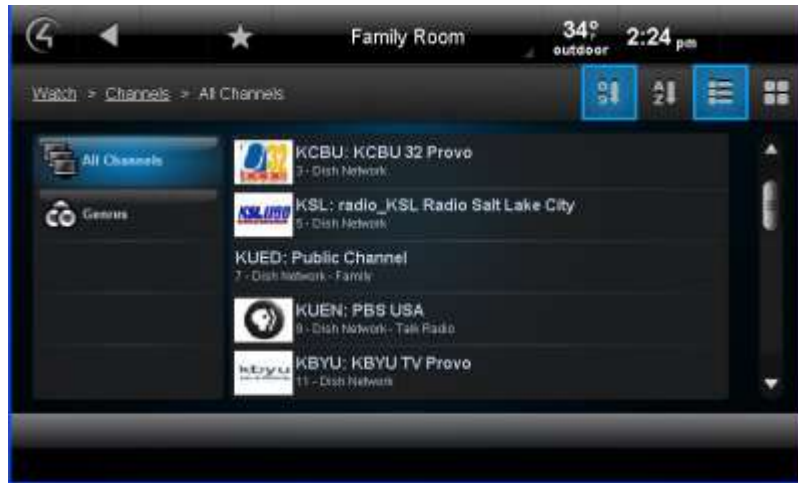 Family Room
34°F
outdoor
2:24 pm
Watch > Channels > All Channels
All Channels
Genres
KCBU: KCBU 32 Provo
3 - Dish Network
KSL: radio_KSL Radio Salt Lake City
5 - Dish Network
KUED: Public Channel
7 - Dish Network - Family
KUEN: PBS USA
9 - Dish Network - Talk Radio
kbyu
KBYU: KBYU TV Provo
11 - Dish Network